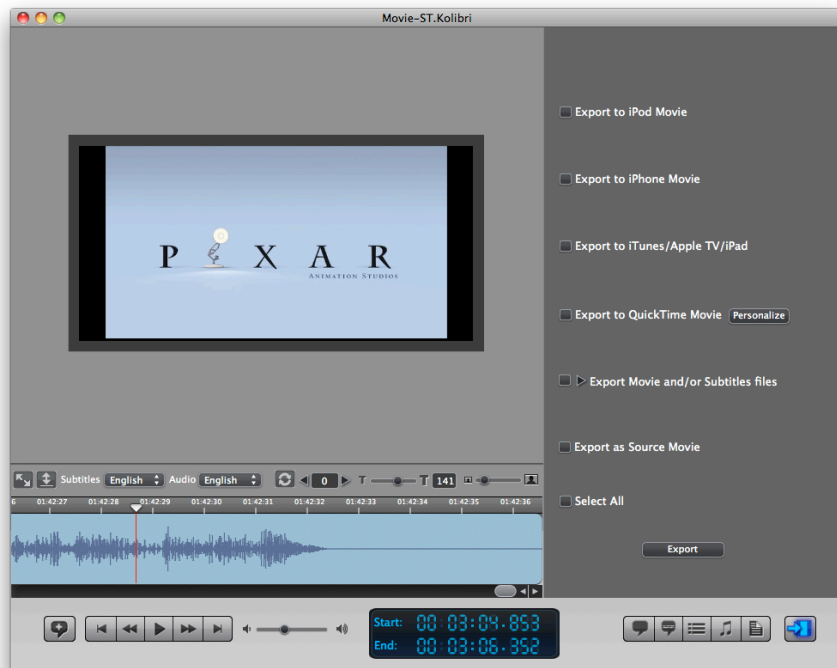 Movie-ST.Kolibri
Export to iPod Movie
Export to iPhone Movie
Export to iTunes/Apple TV/iPad
Export to QuickTime Movie Personalize
Export Movie and/or Subtitles files
Export as Source Movie
Select All
Export
P I X A R
ANIMATION STUDIOS
Subtitles English Audio English 0 T T 141
6 01:42:27 01:42:28 01:42:29 01:42:30 01:42:31 01:42:32 01:42:33 01:42:34 01:42:35 01:42:36
Start: 00:03:04.853
End: 00:03:06.352